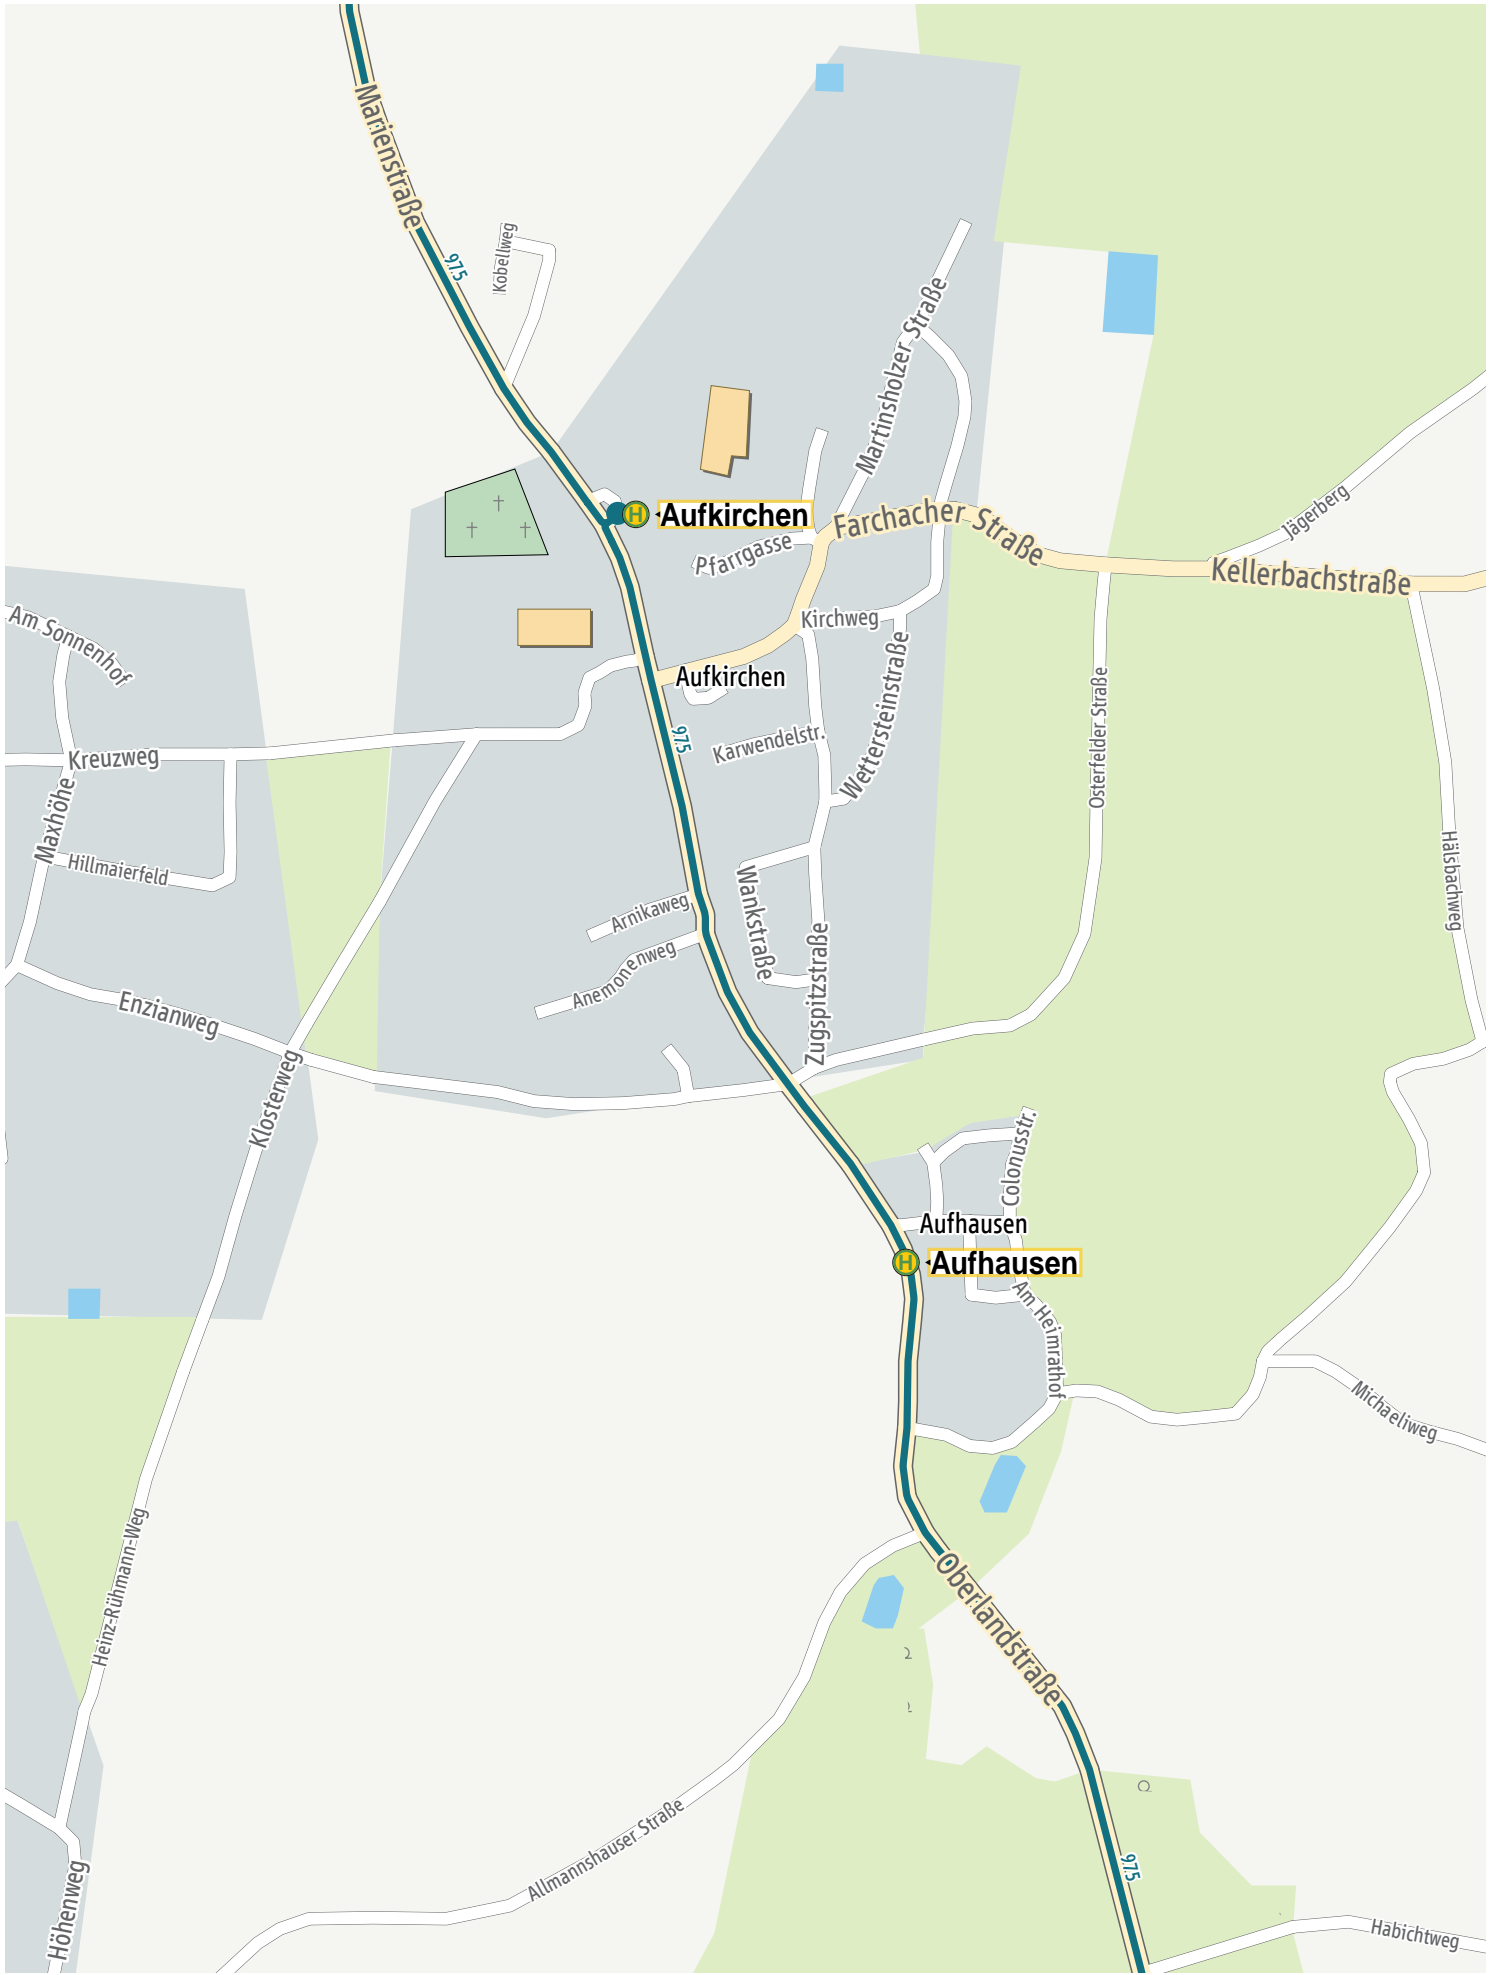 Marienstraße
Kobellweg
975
Martinsholzer Straße
H
Aufkirchen
Farchacher Straße
Pfarrgasse
Jägerberg
Kellerbachstraße
Kirchweg
Am Sonnenhof
Aufkirchen
Wettersteinstraße
Osterfelder Straße
975
Karwendelstr.
Kreuzweg
Maxhöhe
Hillmaierfeld
Hälsbachweg
Arnikaweg
Wankstraße
Anemonenweg
Zugspitzstraße
Enzianweg
Klosterweg
Colonusstr.
Aufhausen
H
Aufhausen
Am Heimrathof
Michaeliweg
Heinz-Rühmann-Weg
Oberlandstraße
Allmannshauser Straße
975
Höhenweg
Habichtweg